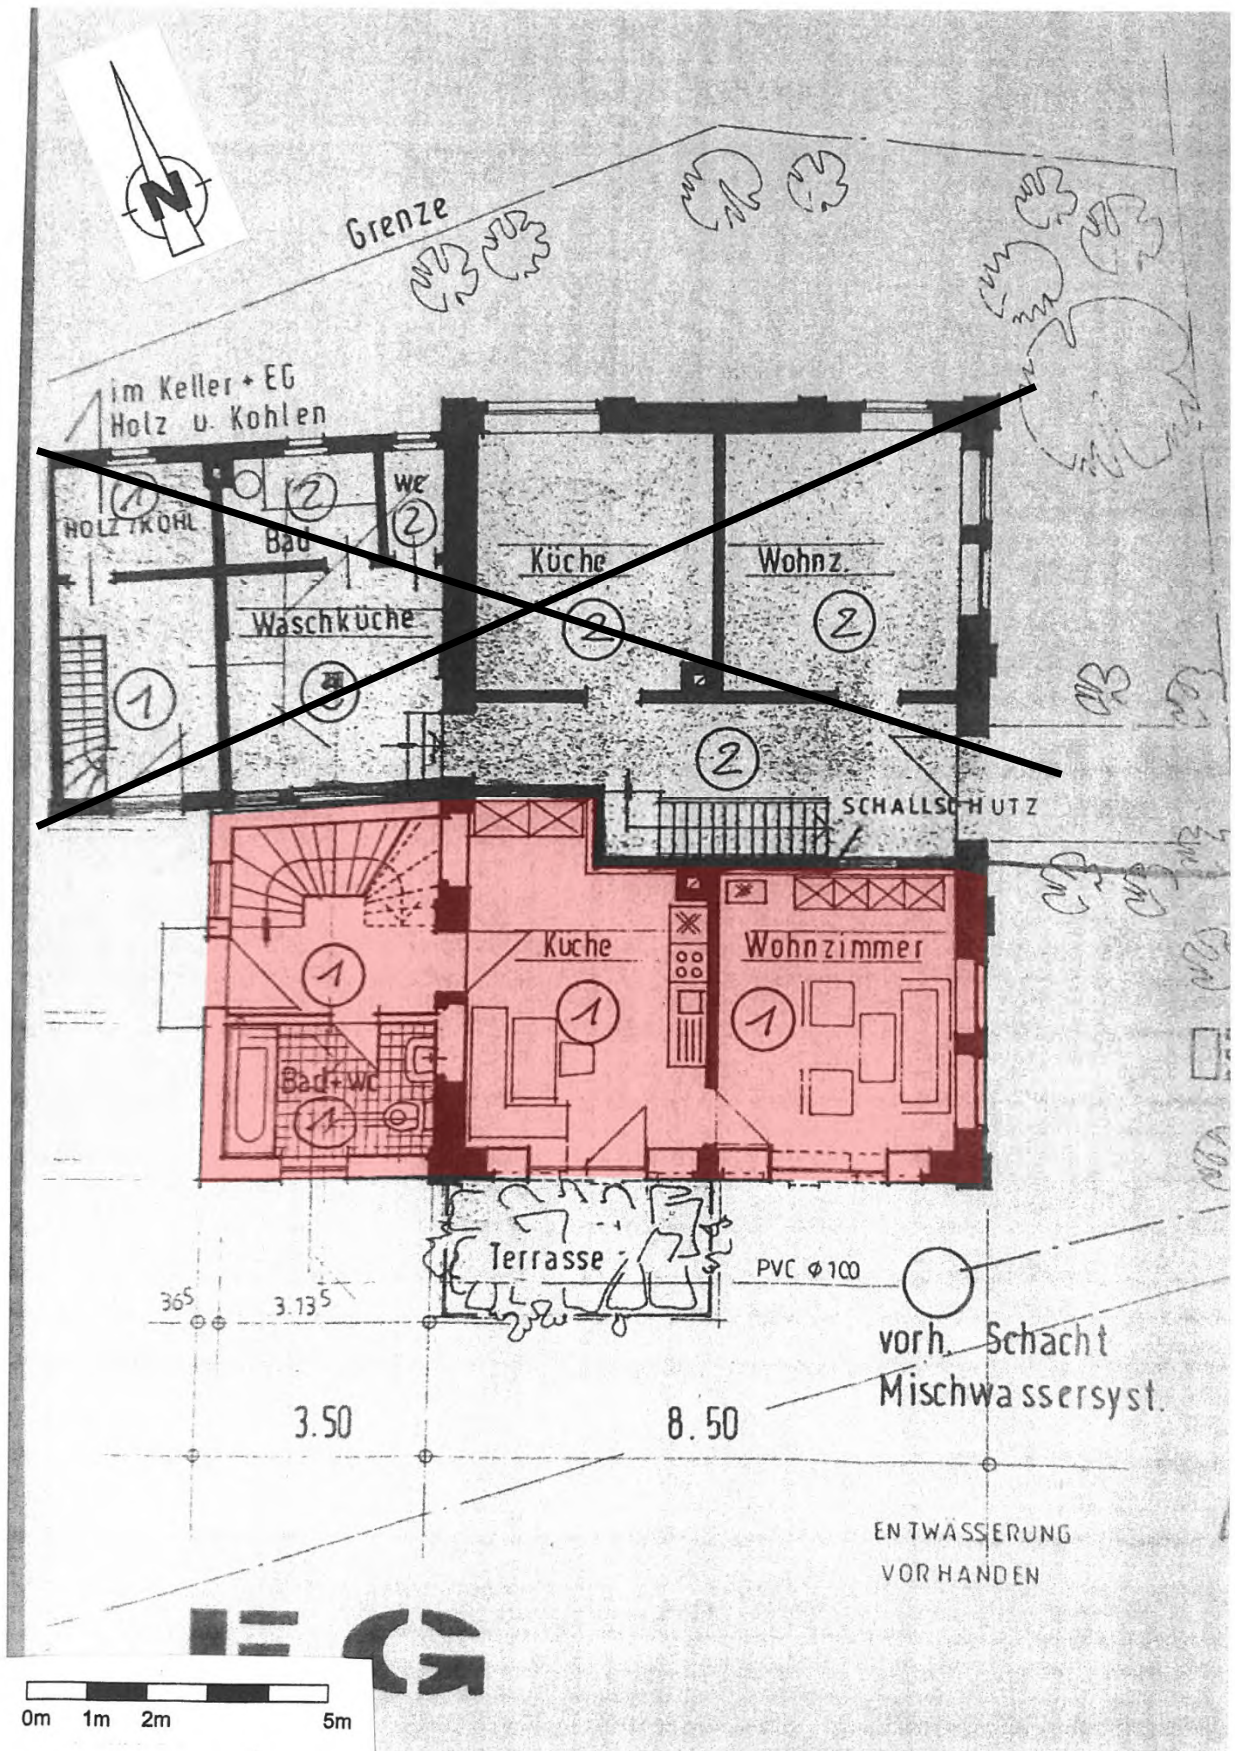 N
Grenze
im Keller + EG
Holz u. Kohlen
1
HOLZ / KOHL
2
Bad
WC
2
Küche
2
Wohnz.
2
Waschküche
1
2
SCHALLSCHUTZ
1
Küche
1
Wohnzimmer
1
Bad + WC
1
Terrasse
PVC φ 100
36⁵
3.13⁵
vorh. Schacht
Mischwassersyst.
3.50
8.50
ENTWÄSSERUNG
VORHANDEN
EG
0m 1m 2m 5m